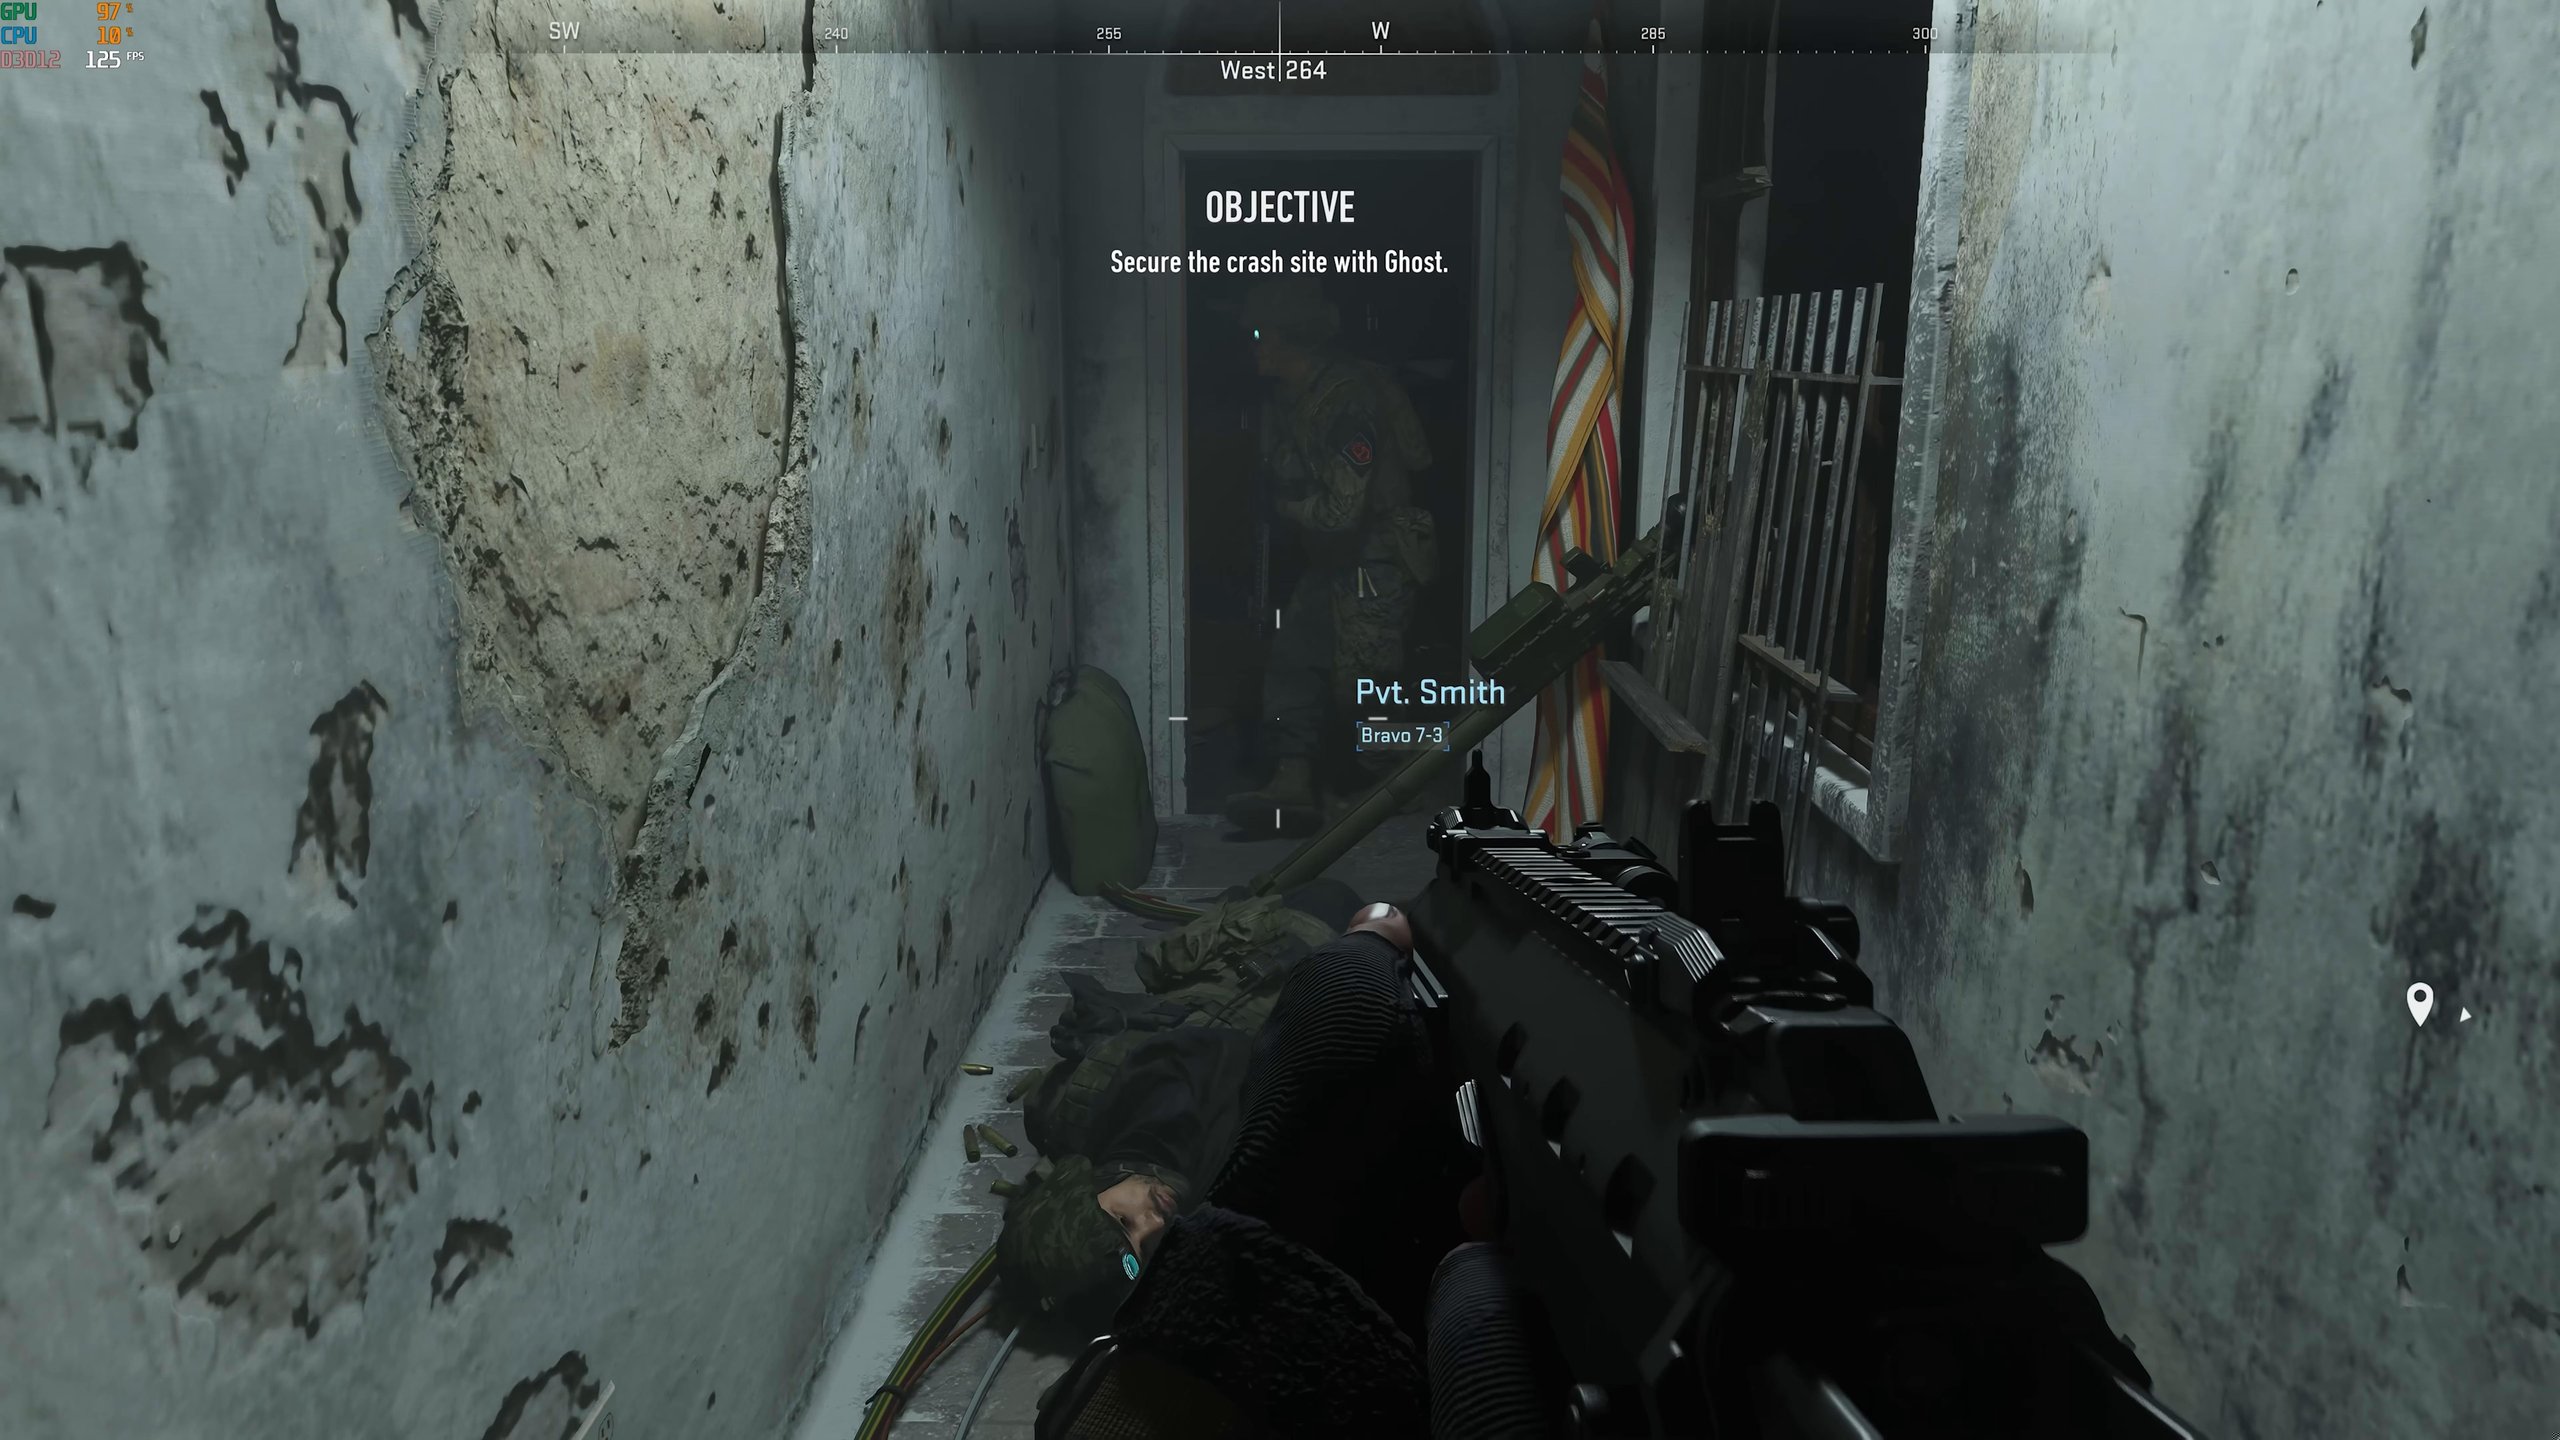 GPU 97 %
CPU 10 %
D3D12 125 FPS
SW 240 255 W 285 300
West 264
OBJECTIVE
Secure the crash site with Ghost.
Pvt. Smith
Bravo 7-3